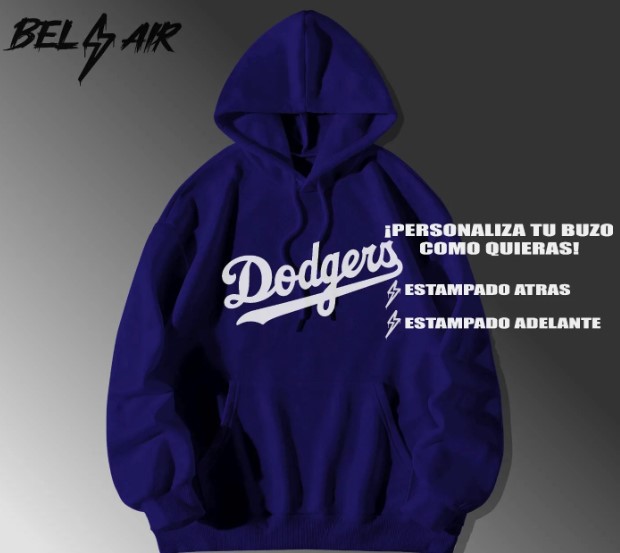 BEL AIR
Dodgers
¡PERSONALIZA TU BUZO
COMO QUIERAS!
ESTAMPADO ATRAS
ESTAMPADO ADELANTE